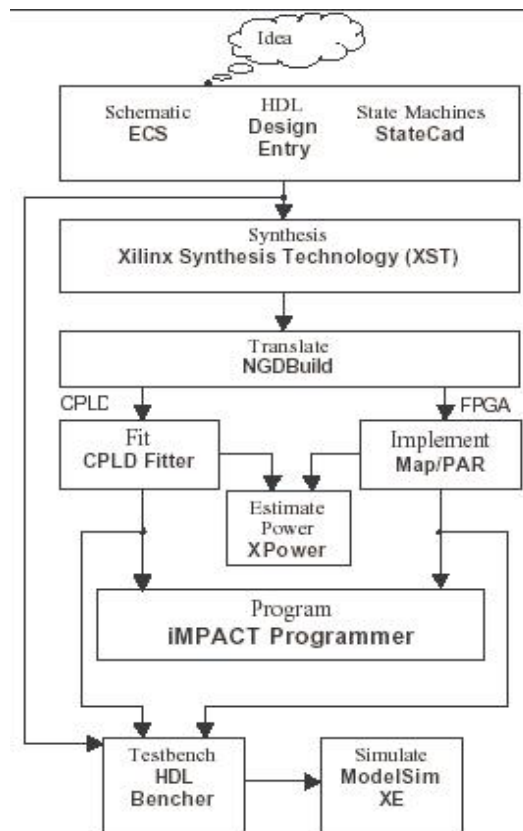 Idea
Schematic
ECS
HDL
Design
Entry
State Machines
StateCad
Synthesis
Xilinx Synthesis Technology (XST)
Translate
NGDBuild
CPLD
FPGA
Fit
CPLD Fitter
Implement
Map/PAR
Estimate
Power
XPower
Program
iMPACT Programmer
Testbench
HDL
Bencher
Simulate
ModelSim
XE